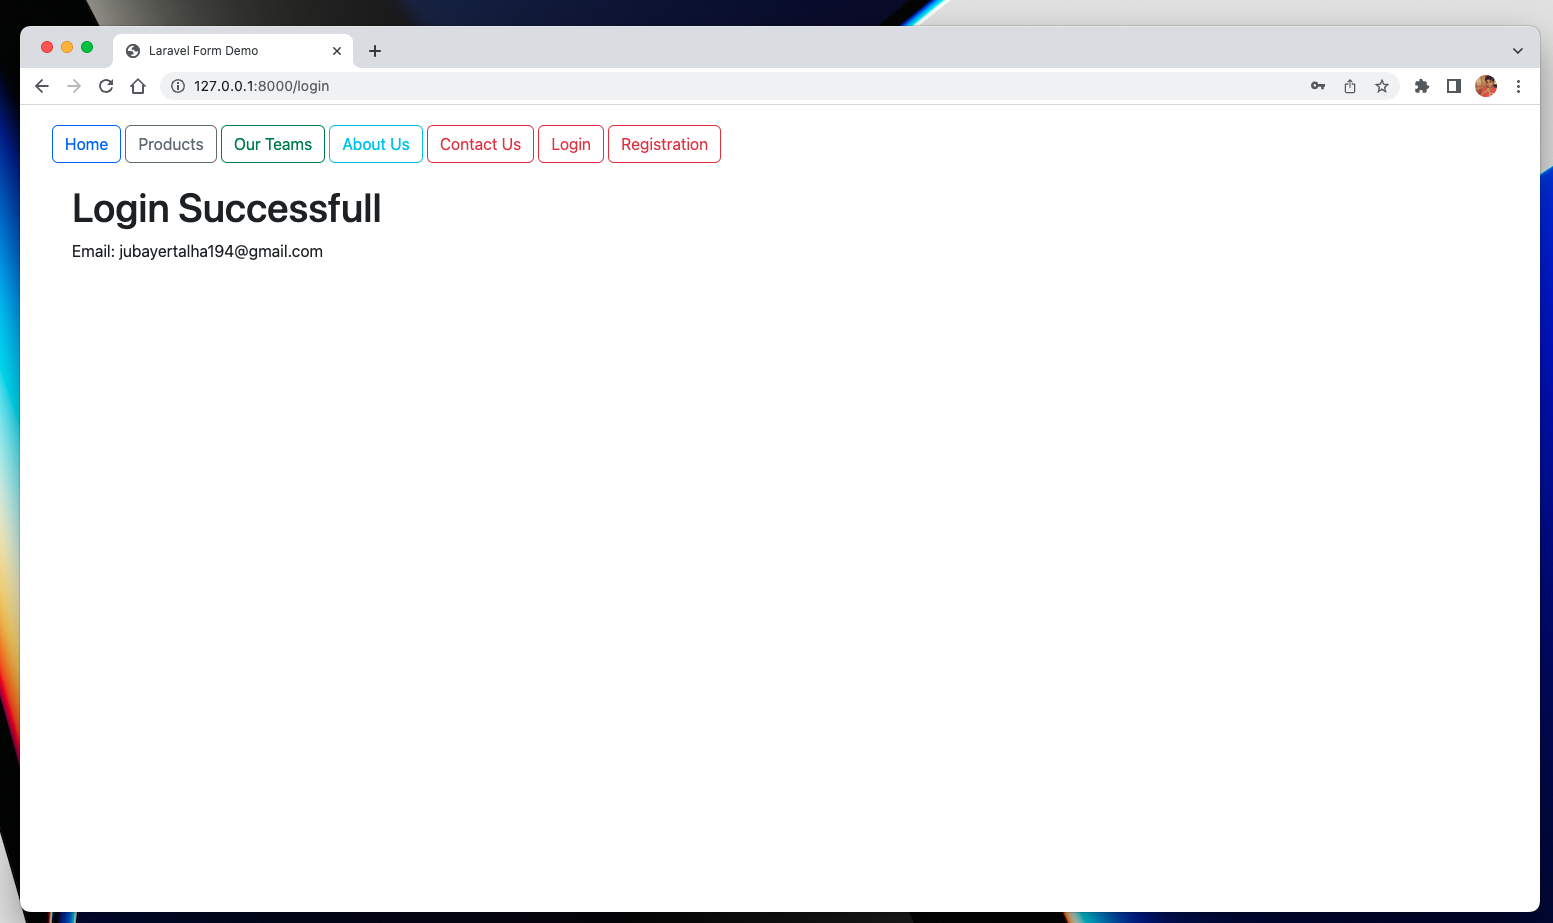 Laravel Form Demo
127.0.0.1:8000/login
Home Products Our Teams About Us Contact Us Login Registration
Login Successfull
Email: jubayertalha194@gmail.com